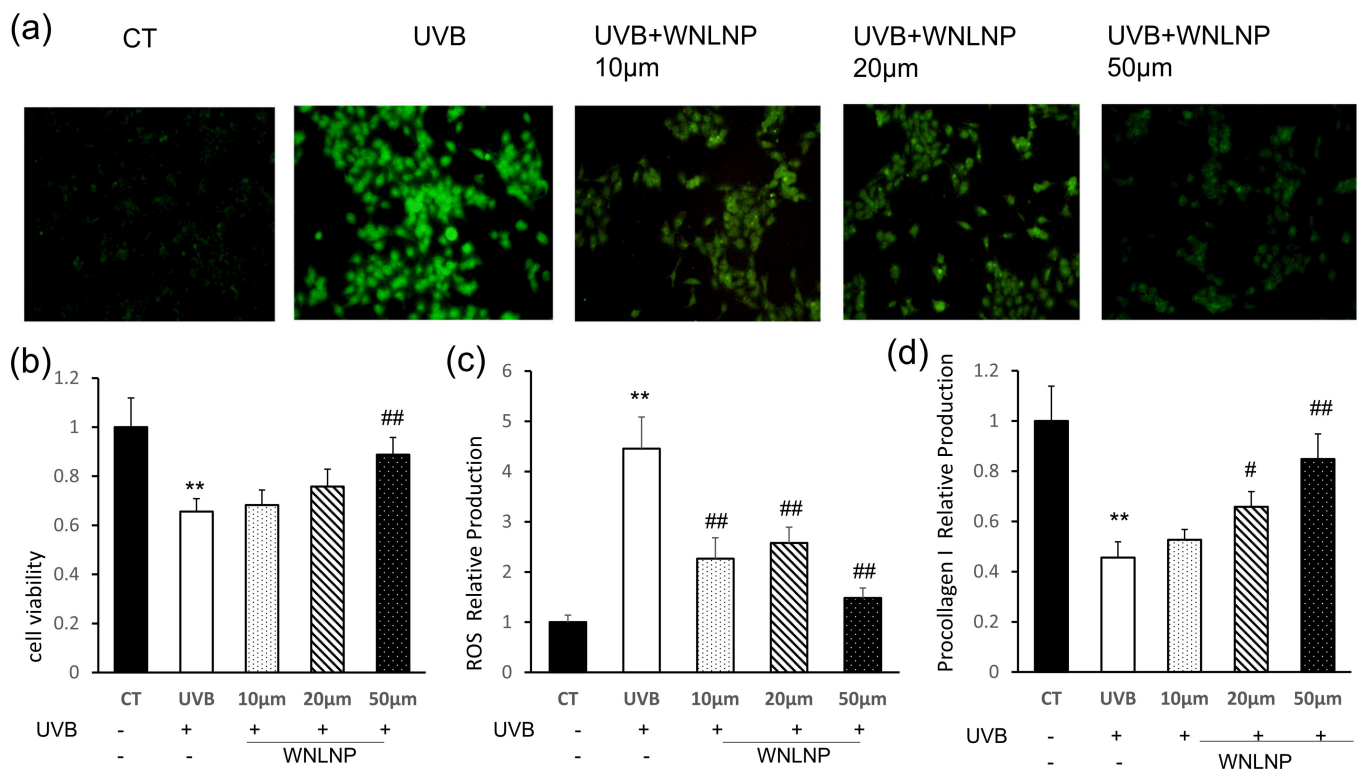 (a)
CT
UVB
UVB+WNLNP
10μm
UVB+WNLNP
20μm
UVB+WNLNP
50μm
(b)
1.2
1
0.8
0.6
0.4
0.2
0
cell viability
**
##
CT UVB 10μm 20μm 50μm
UVB - + + + +
- - WNLNP
(c)
6
5
4
3
2
1
0
ROS Relative Production
**
##
##
##
CT UVB 10μm 20μm 50μm
- + + + +
- - WNLNP
(d)
1.2
1
0.8
0.6
0.4
0.2
0
Procollagen I Relative Production
**
#
##
CT UVB 10μm 20μm 50μm
UVB - + + + +
- - WNLNP